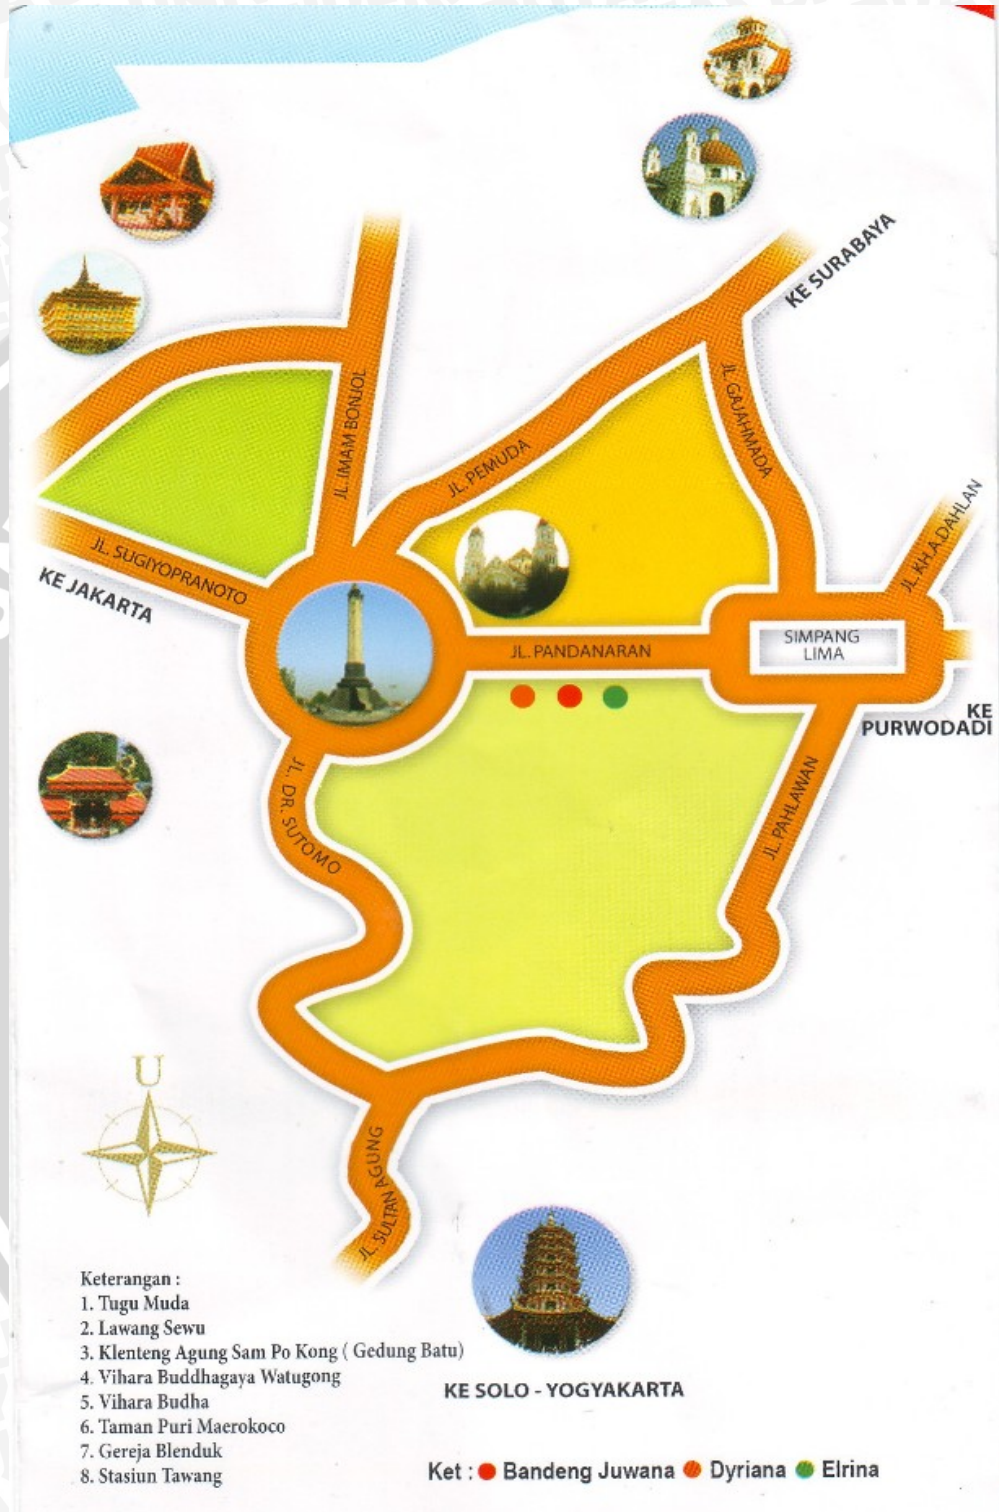 KE SURABAYA
JL. IMAM BONJOL
JL. PEMUDA
JL. GAJAHMADA
JL. KH.A.DAHLAN
JL. SUGIYOPRANOTO
KE JAKARTA
JL. PANDANARAN
SIMPANG
LIMA
KE
PURWODADI
JL. DR. SUTOMO
JL. PAHLAWAN
U
JL. SULTAN AGUNG
Keterangan :
1. Tugu Muda
2. Lawang Sewu
3. Klenteng Agung Sam Po Kong ( Gedung Batu)
4. Vihara Buddhagaya Watugong
5. Vihara Budha
6. Taman Puri Maerokoco
7. Gereja Blenduk
8. Stasiun Tawang
KE SOLO - YOGYAKARTA
Ket : Bandeng Juwana Dyriana Elrina